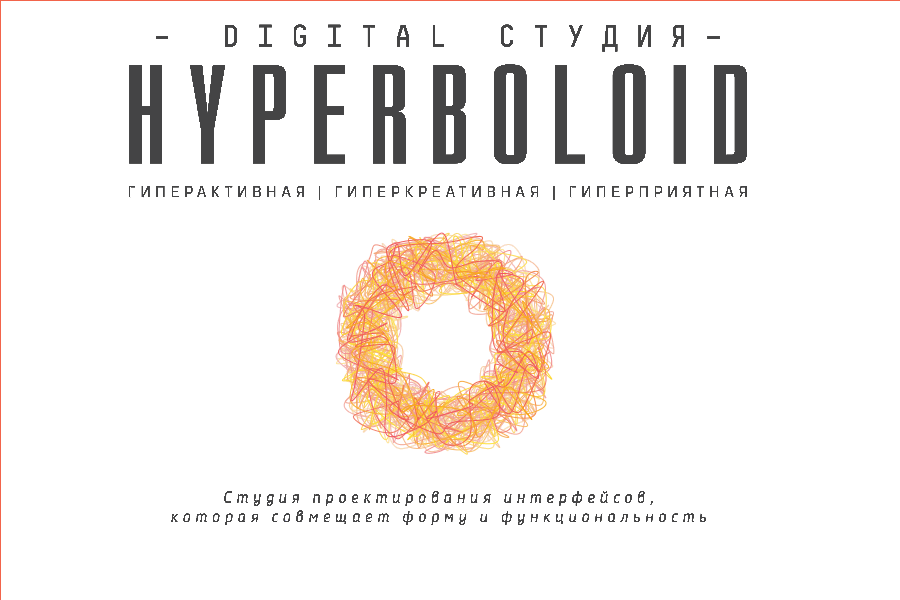 – DIGITAL СТУДИЯ –
HYPERBOLOID
ГИПЕРАКТИВНАЯ | ГИПЕРКРЕАТИВНАЯ | ГИПЕРПРИЯТНАЯ
Студия проектирования интерфейсов,
которая совмещает форму и функциональность